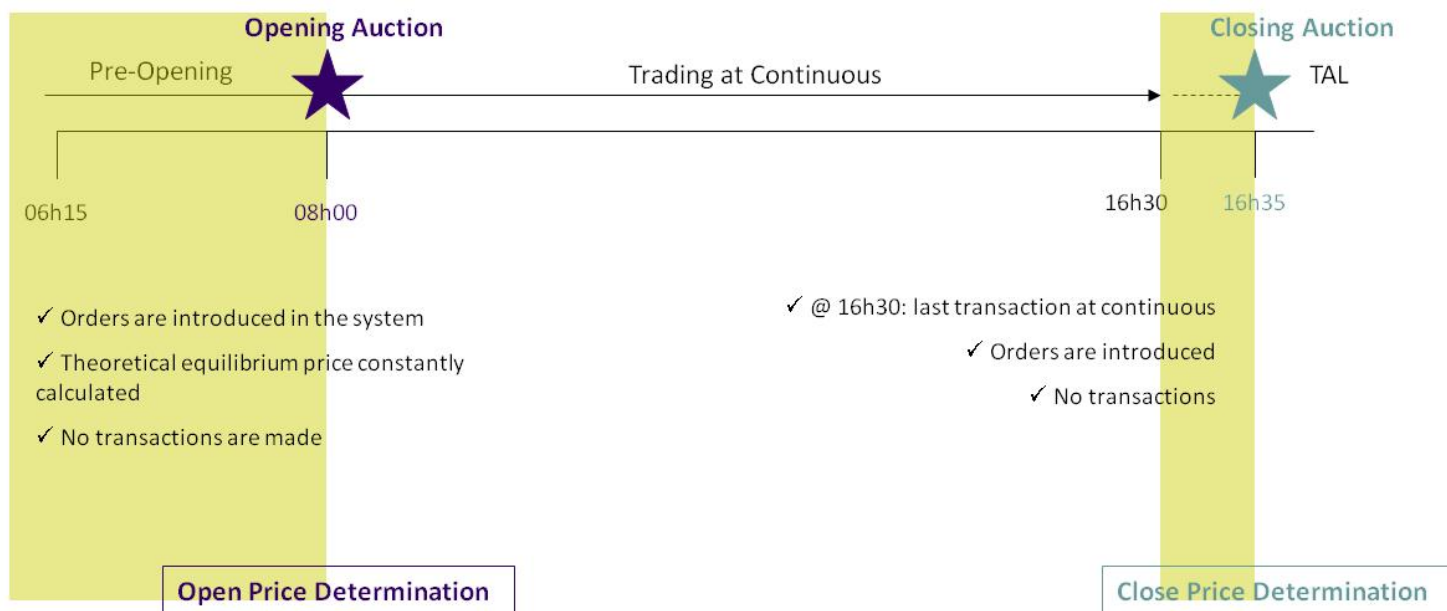 Opening Auction
Closing Auction
Pre-Opening
Trading at Continuous
TAL
06h15
08h00
16h30
16h35
✓ Orders are introduced in the system
✓ Theoretical equilibrium price constantly
calculated
✓ No transactions are made
✓ @ 16h30: last transaction at continuous
✓ Orders are introduced
✓ No transactions
Open Price Determination
Close Price Determination